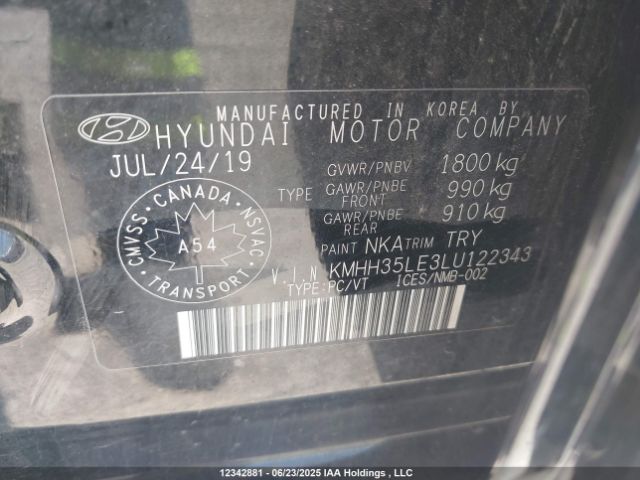 MANUFACTURED IN KOREA BY
HYUNDAI MOTOR COMPANY
JUL/24/19
GVWR/PNBV 1800 kg
TYPE GAWR/PNBE FRONT 990 kg
GAWR/PNBE REAR 910 kg
PAINT NKA TRIM TRY
V.I.N KMHH35LE3LU122343
TYPE:PC/VT ICES/NMB-002
CANADA
CMVSS
NSVAC
A54
TRANSPORT
12342881 - 06/23/2025 IAA Holdings , LLC